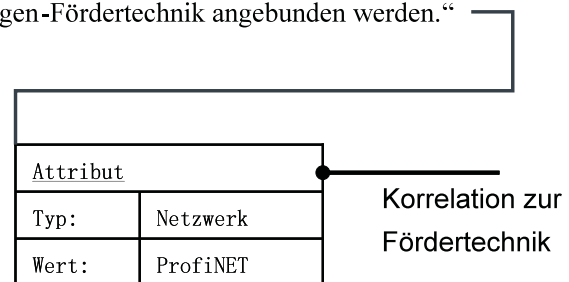 gen-Fördertechnik angebunden werden.“
Attribut
Typ: Netzwerk
Wert: ProfiNET
Korrelation zur
Fördertechnik